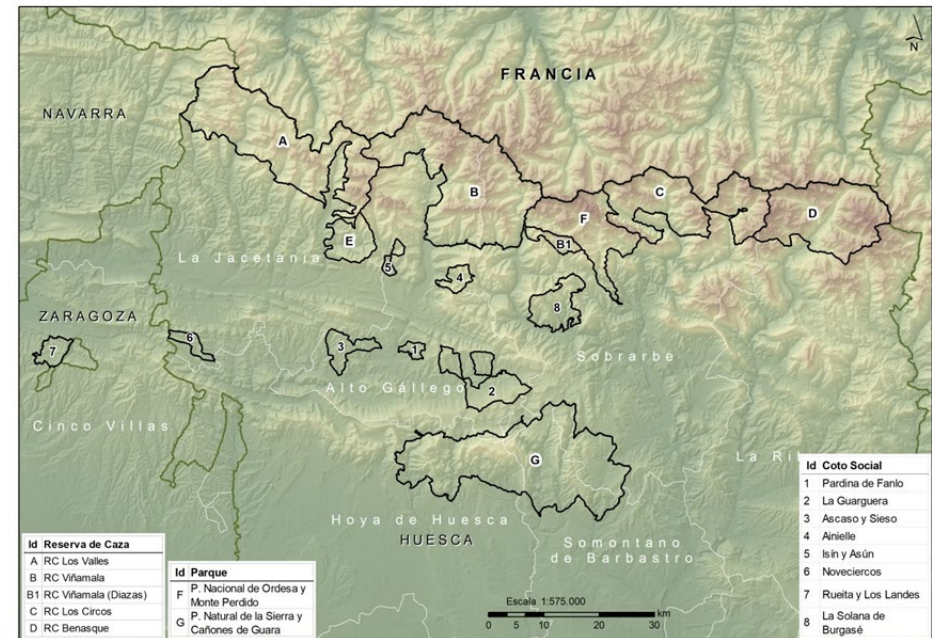 N
FRANCIA
NAVARRA
A
B
C
D
E
F
B1
La Jacetania
5
4
8
ZARAGOZA
6
7
3
1
Sobrarbe
Alto Gállego
2
Cinco Villas
G
La Ri
Hoya de Huesca
HUESCA
Somontano
de Barbastro
Id Reserva de Caza
A RC Los Valles
B RC Viñamala
B1 RC Viñamala (Diazas)
C RC Los Circos
D RC Benasque
Id Parque
F P. Nacional de Ordesa y
Monte Perdido
G P. Natural de la Sierra y
Cañones de Guara
Escala 1:575.000
km
0 5 10 20 30
Id Coto Social
1 Pardina de Fanlo
2 La Guarguera
3 Ascaso y Sieso
4 Ainielle
5 Isín y Asún
6 Noveciercos
7 Rueita y Los Landes
8 La Solana de
Burgasé